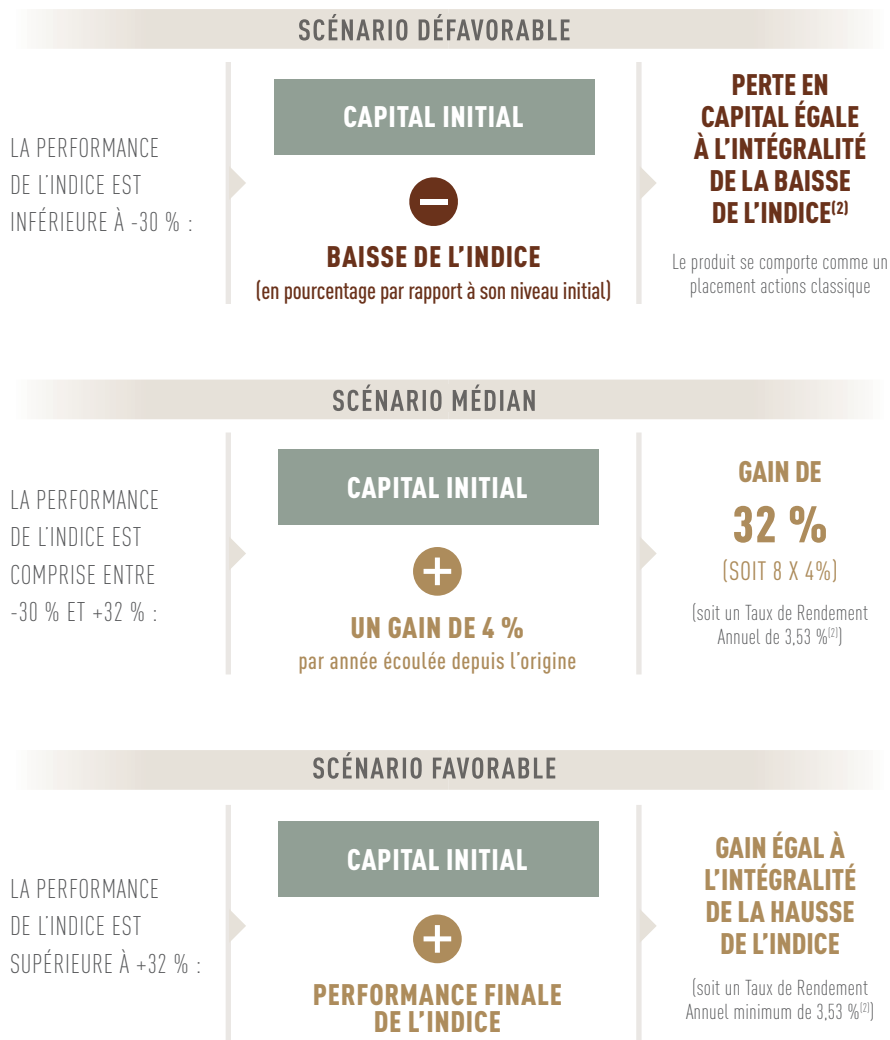 SCÉNARIO DÉFAVORABLE
LA PERFORMANCE
DE L'INDICE EST
INFÉRIEURE À -30 % :
CAPITAL INITIAL
BAISSE DE L'INDICE
(en pourcentage par rapport à son niveau initial)
PERTE EN
CAPITAL ÉGALE
À L'INTÉGRALITÉ
DE LA BAISSE
DE L'INDICE(2)
Le produit se comporte comme un
placement actions classique
SCÉNARIO MÉDIAN
LA PERFORMANCE
DE L'INDICE EST
COMPRISE ENTRE
-30 % ET +32 % :
CAPITAL INITIAL
UN GAIN DE 4 %
par année écoulée depuis l'origine
GAIN DE
32 %
(SOIT 8 X 4%)
(soit un Taux de Rendement
Annuel de 3,53 %(2))
SCÉNARIO FAVORABLE
LA PERFORMANCE
DE L'INDICE EST
SUPÉRIEURE À +32 % :
CAPITAL INITIAL
PERFORMANCE FINALE
DE L'INDICE
GAIN ÉGAL À
L'INTÉGRALITÉ
DE LA HAUSSE
DE L'INDICE
(soit un Taux de Rendement
Annuel minimum de 3,53 %(2))